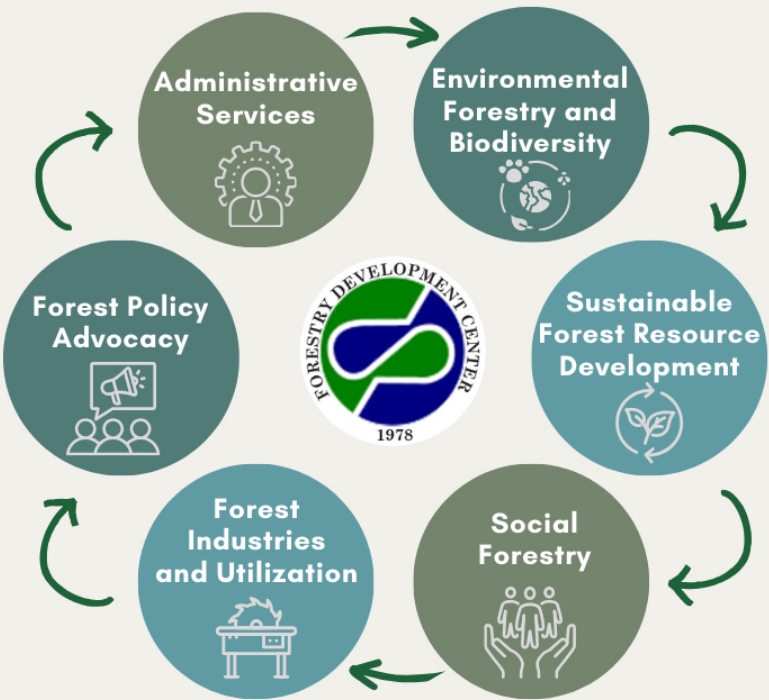 Administrative
Services
Environmental
Forestry and
Biodiversity
Sustainable
Forest Resource
Development
Social
Forestry
Forest
Industries
and Utilization
Forest Policy
Advocacy
FORESTRY DEVELOPMENT CENTER
1978